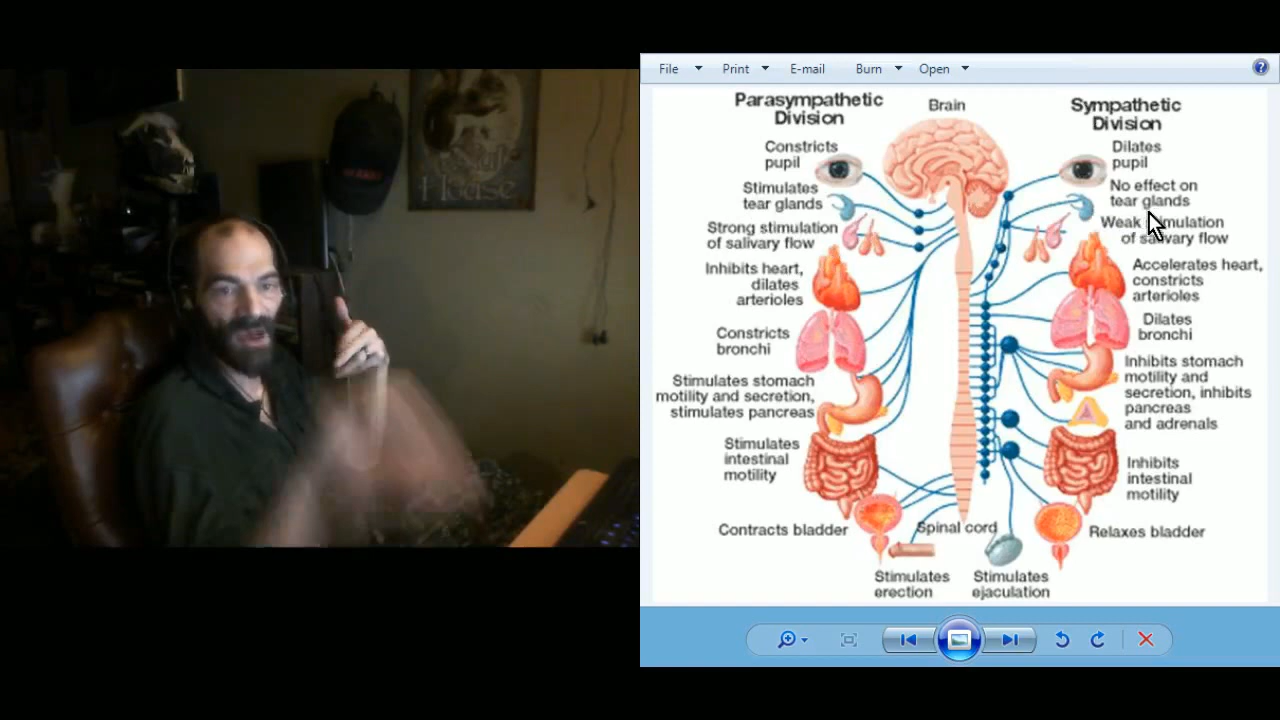 File
Print
E-mail
Burn
Open
Parasympathetic
Division
Brain
Sympathetic
Division
Constricts
pupil
Dilates
pupil
Stimulates
tear glands
No effect on
tear glands
Strong stimulation
of salivary flow
Weak stimulation
of salivary flow
Inhibits heart,
dilates
arterioles
Accelerates heart,
constricts
arterioles
Constricts
bronchi
Dilates
bronchi
Stimulates stomach
motility and secretion,
stimulates pancreas
Inhibits stomach
motility and
secretion, inhibits
pancreas
and adrenals
Stimulates
intestinal
motility
Inhibits
intestinal
motility
Contracts bladder
Spinal cord
Relaxes bladder
Stimulates
erection
Stimulates
ejaculation
House